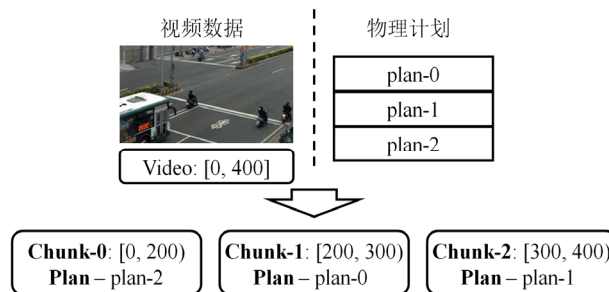 视频数据
物理计划
plan-0
plan-1
plan-2
Video: [0, 400]
Chunk-0: [0, 200)
Plan – plan-2
Chunk-1: [200, 300)
Plan – plan-0
Chunk-2: [300, 400)
Plan – plan-1